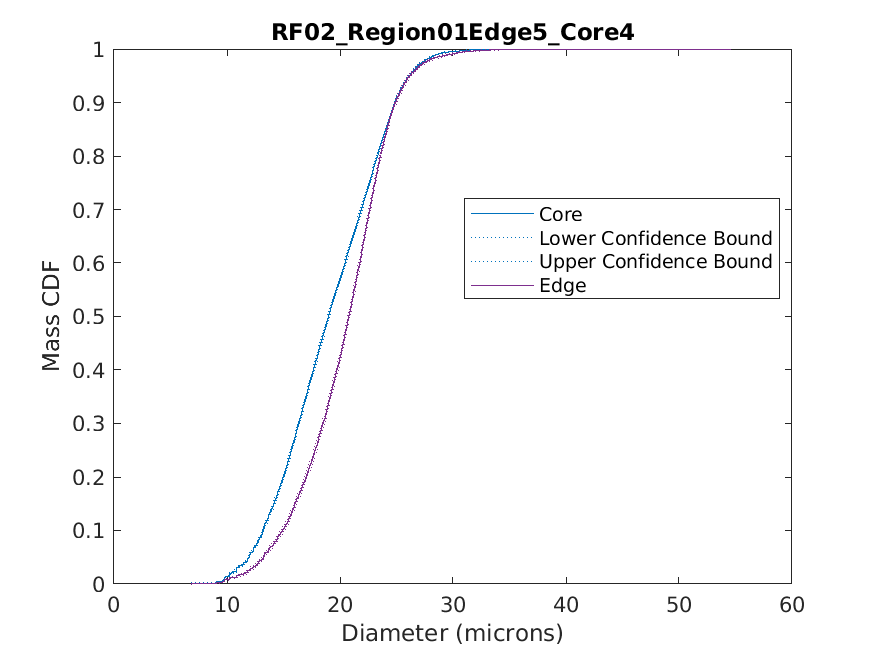 RF02_Region01Edge5_Core4
1
0.9
0.8
0.7
0.6
0.5
0.4
0.3
0.2
0.1
0
Mass CDF
Core
Lower Confidence Bound
Upper Confidence Bound
Edge
0 10 20 30 40 50 60
Diameter (microns)